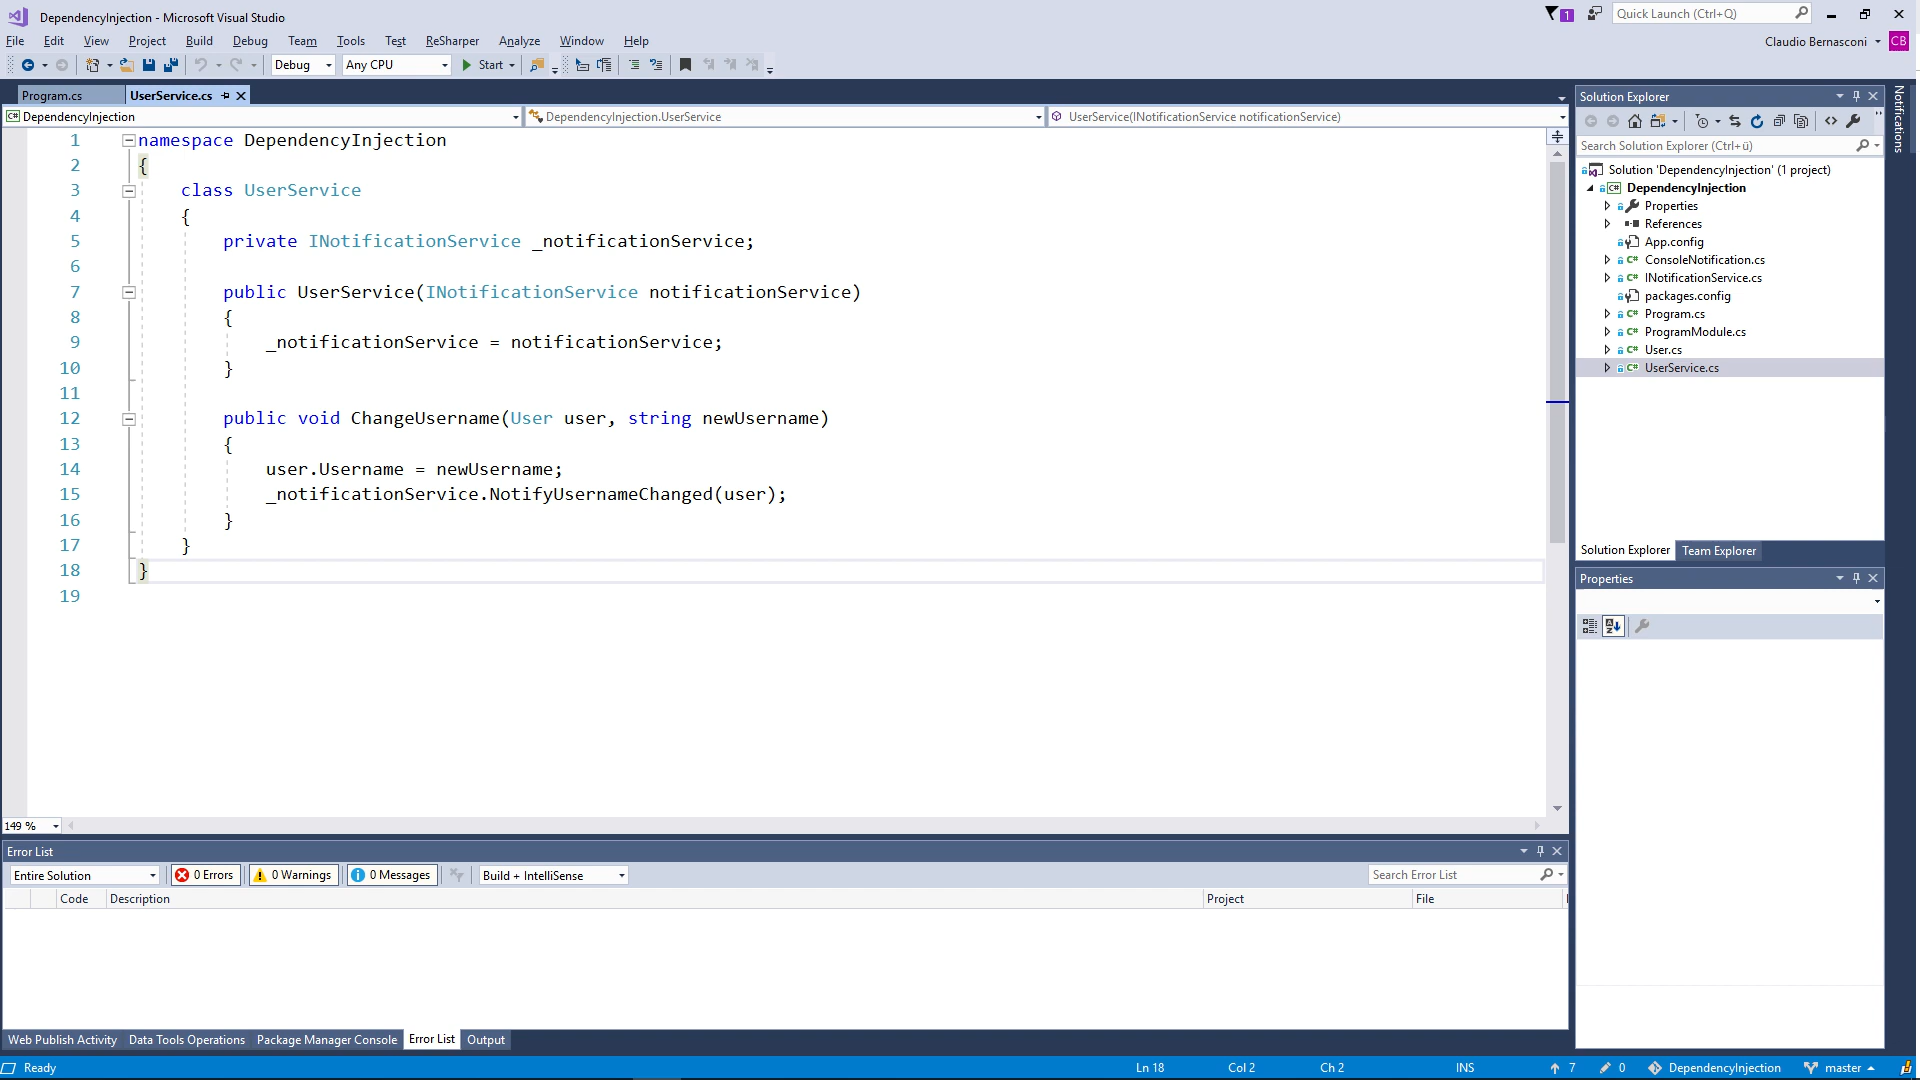 DependencyInjection - Microsoft Visual Studio
1
Quick Launch (Ctrl+Q)
File Edit View Project Build Debug Team Tools Test ReSharper Analyze Window Help
Claudio Bernasconi CB
Debug Any CPU Start
Program.cs UserService.cs
DependencyInjection DependencyInjection.UserService UserService(INotificationService notificationService)
1 namespace DependencyInjection
2 {
3 class UserService
4 {
5 private INotificationService _notificationService;
6
7 public UserService(INotificationService notificationService)
8 {
9 _notificationService = notificationService;
10 }
11
12 public void ChangeUsername(User user, string newUsername)
13 {
14 user.Username = newUsername;
15 _notificationService.NotifyUsernameChanged(user);
16 }
17 }
18 }
19
149 %
Solution Explorer
Search Solution Explorer (Ctrl+ü)
Solution 'DependencyInjection' (1 project)
DependencyInjection
Properties
References
App.config
ConsoleNotification.cs
INotificationService.cs
packages.config
Program.cs
ProgramModule.cs
User.cs
UserService.cs
Solution Explorer Team Explorer
Properties
Notifications
Error List
Entire Solution 0 Errors 0 Warnings 0 Messages Build + IntelliSense Search Error List
Code Description Project File
Web Publish Activity Data Tools Operations Package Manager Console Error List Output
Ready Ln 18 Col 2 Ch 2 INS 7 0 DependencyInjection master